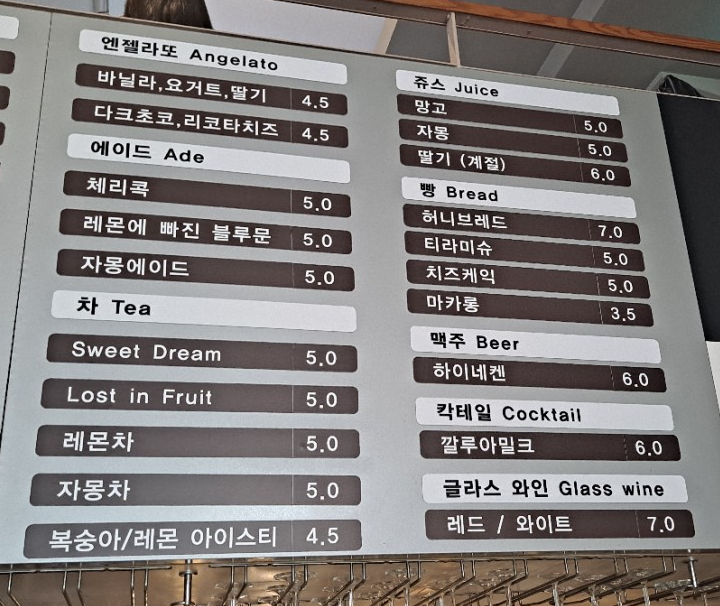 엔젤라또 Angelato
바닐라,요거트,딸기 4.5
다크초코,리코타치즈 4.5
에이드 Ade
체리콕 5.0
레몬에 빠진 블루문 5.0
자몽에이드 5.0
차 Tea
Sweet Dream 5.0
Lost in Fruit 5.0
레몬차 5.0
자몽차 5.0
복숭아/레몬 아이스티 4.5
쥬스 Juice
망고 5.0
자몽 5.0
딸기 (계절) 6.0
빵 Bread
허니브레드 7.0
티라미슈 5.0
치즈케익 5.0
마카롱 3.5
맥주 Beer
하이네켄 6.0
칵테일 Cocktail
깔루아밀크 6.0
글라스 와인 Glass wine
레드 / 와이트 7.0